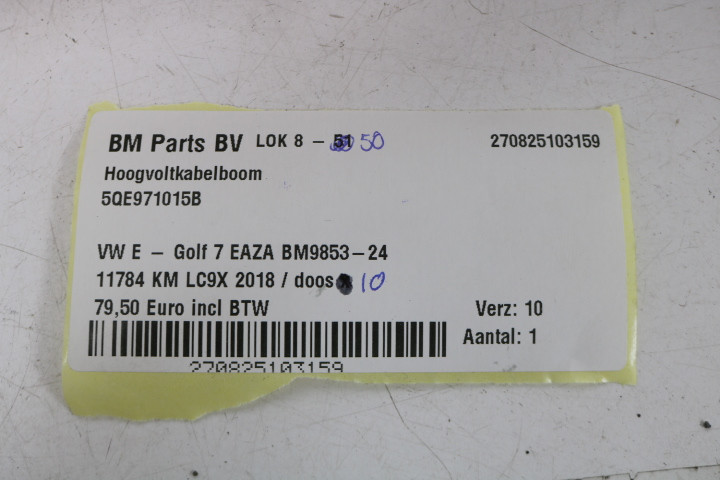 BM Parts BV LOK 8 - 51 50 270825103159
Hoogvoltkabelboom
5QE971015B
VW E - Golf 7 EAZA BM9853-24
11784 KM LC9X 2018 / doos 10
79,50 Euro incl BTW Verz: 10
Aantal: 1
270825103159